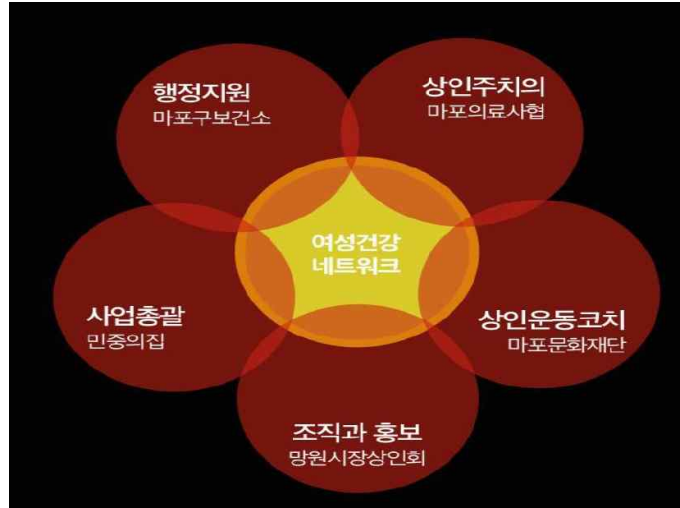 행정지원
마포구보건소
상인주치의
마포의료사협
여성건강
네트워크
사업총괄
민중의집
상인운동코치
마포문화재단
조직과 홍보
망원시장상인회